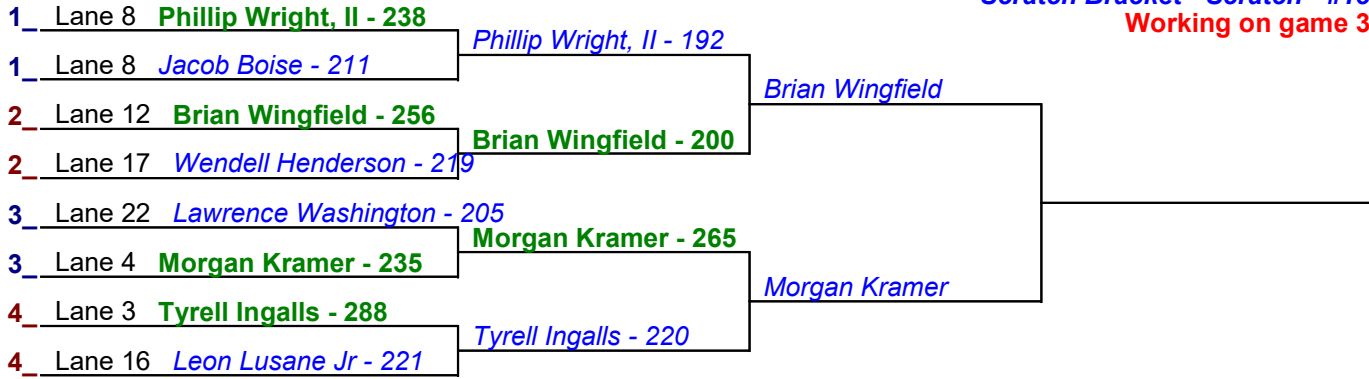 Scratch Bracket - Scratch - #
Working on game 3
1_ Lane 8 Phillip Wright, II - 238
Phillip Wright, II - 192
1_ Lane 8 Jacob Boise - 211
Brian Wingfield
2_ Lane 12 Brian Wingfield - 256
Brian Wingfield - 200
2_ Lane 17 Wendell Henderson - 219
3_ Lane 22 Lawrence Washington - 205
Morgan Kramer - 265
3_ Lane 4 Morgan Kramer - 235
Morgan Kramer
4_ Lane 3 Tyrell Ingalls - 288
Tyrell Ingalls - 220
4_ Lane 16 Leon Lusane Jr - 221